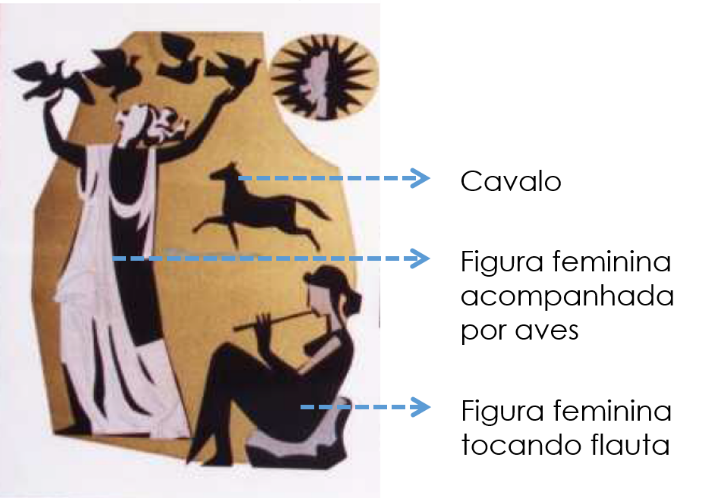 Cavalo
Figura feminina
acompanhada
por aves
Figura feminina
tocando flauta